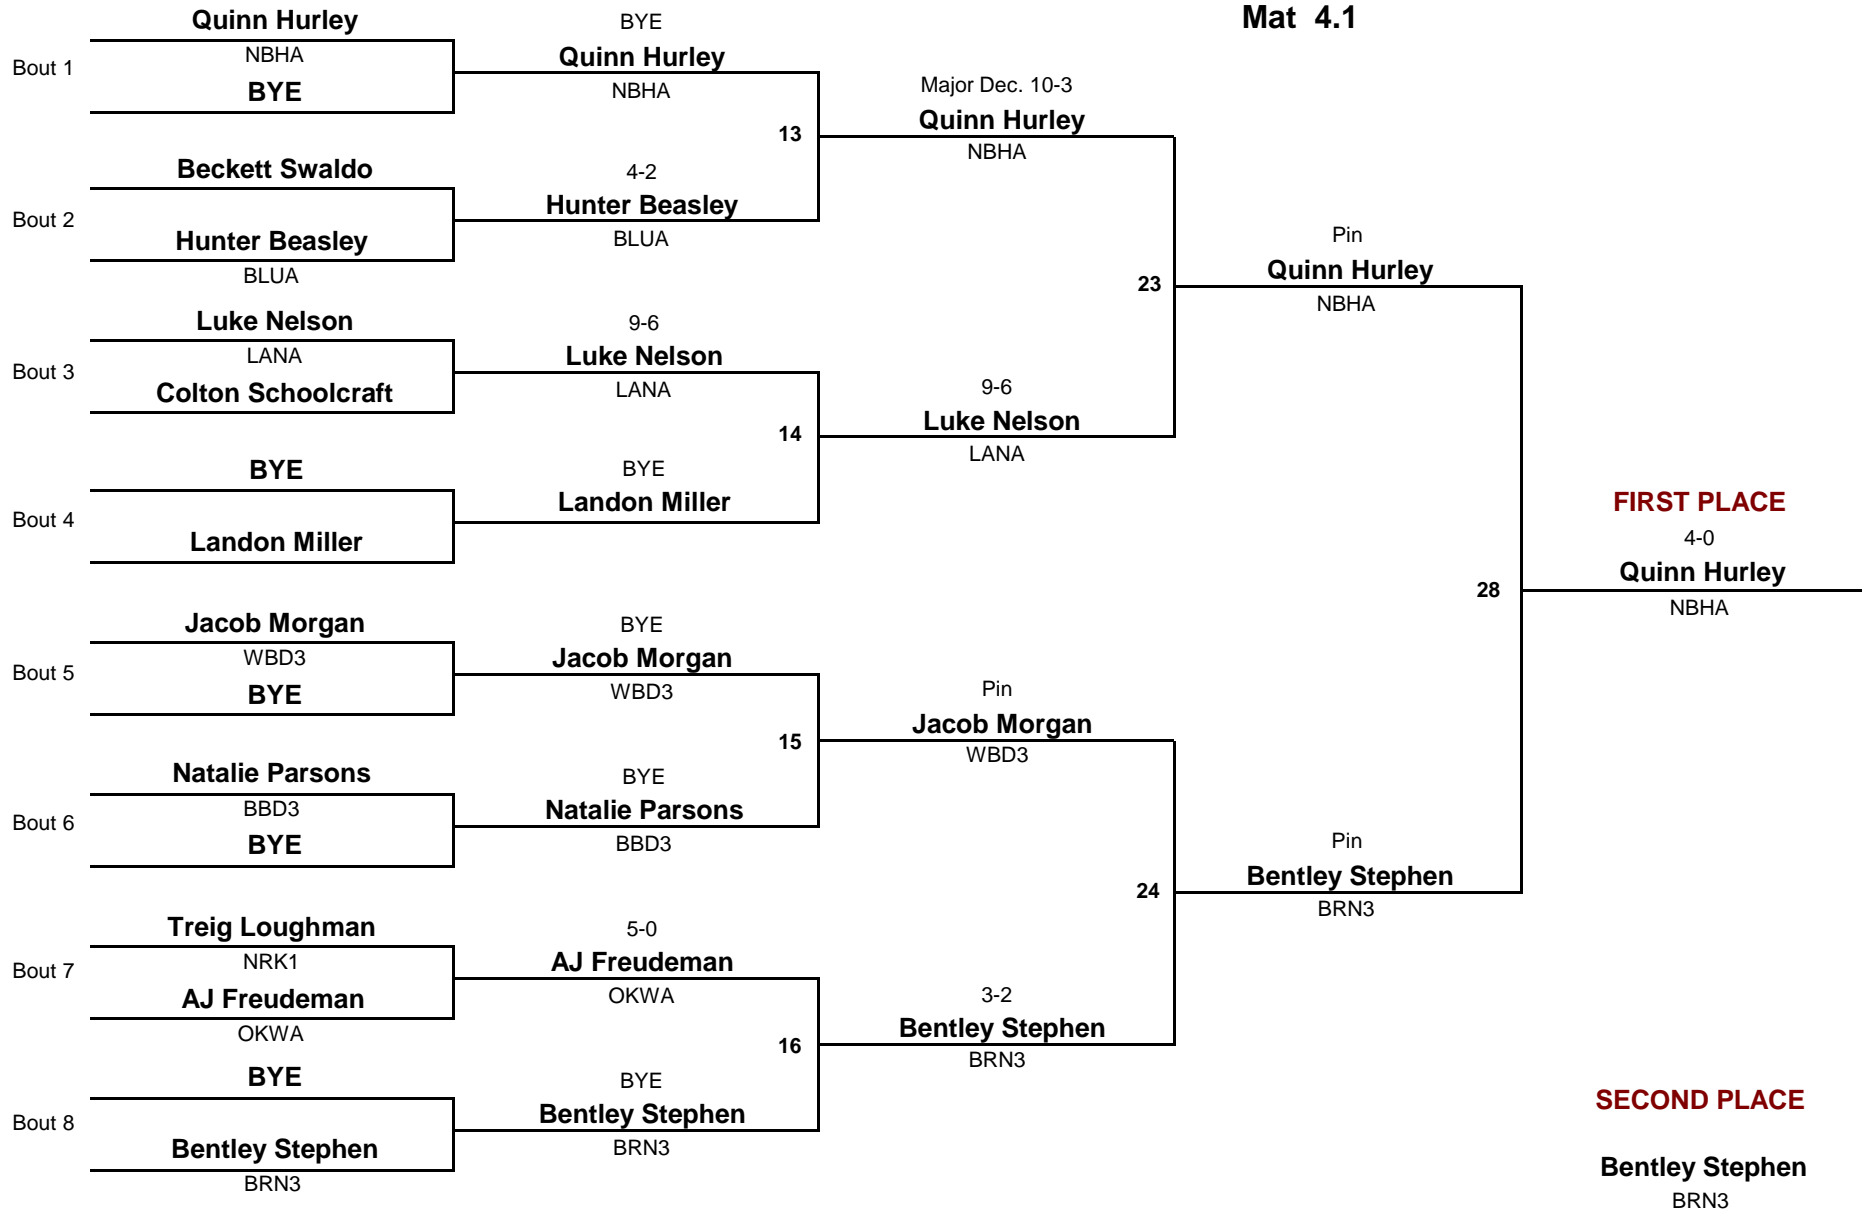 Mat 4.1
Bout 1
Quinn Hurley
NBHA
BYE
Bout 2
Beckett Swaldo
Hunter Beasley
BLUA
Bout 3
Luke Nelson
LANA
Colton Schoolcraft
Bout 4
BYE
Landon Miller
Bout 5
Jacob Morgan
WBD3
BYE
Bout 6
Natalie Parsons
BBD3
BYE
Bout 7
Treig Loughman
NRK1
AJ Freudeman
OKWA
Bout 8
BYE
Bentley Stephen
BRN3
BYE
Quinn Hurley
NBHA
13
4-2
Hunter Beasley
BLUA
9-6
Luke Nelson
LANA
14
BYE
Landon Miller
BYE
Jacob Morgan
WBD3
15
BYE
Natalie Parsons
BBD3
5-0
AJ Freudeman
OKWA
16
BYE
Bentley Stephen
BRN3
Major Dec. 10-3
Quinn Hurley
NBHA
23
9-6
Luke Nelson
LANA
Pin
Jacob Morgan
WBD3
24
3-2
Bentley Stephen
BRN3
Pin
Quinn Hurley
NBHA
28
Pin
Bentley Stephen
BRN3
FIRST PLACE
4-0
Quinn Hurley
NBHA
SECOND PLACE
Bentley Stephen
BRN3